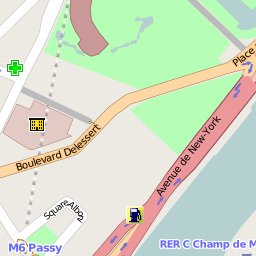 Place
Boulevard Delessert
Avenue de New-York
Square Alboni
M6 Passy
RER C Champ de M